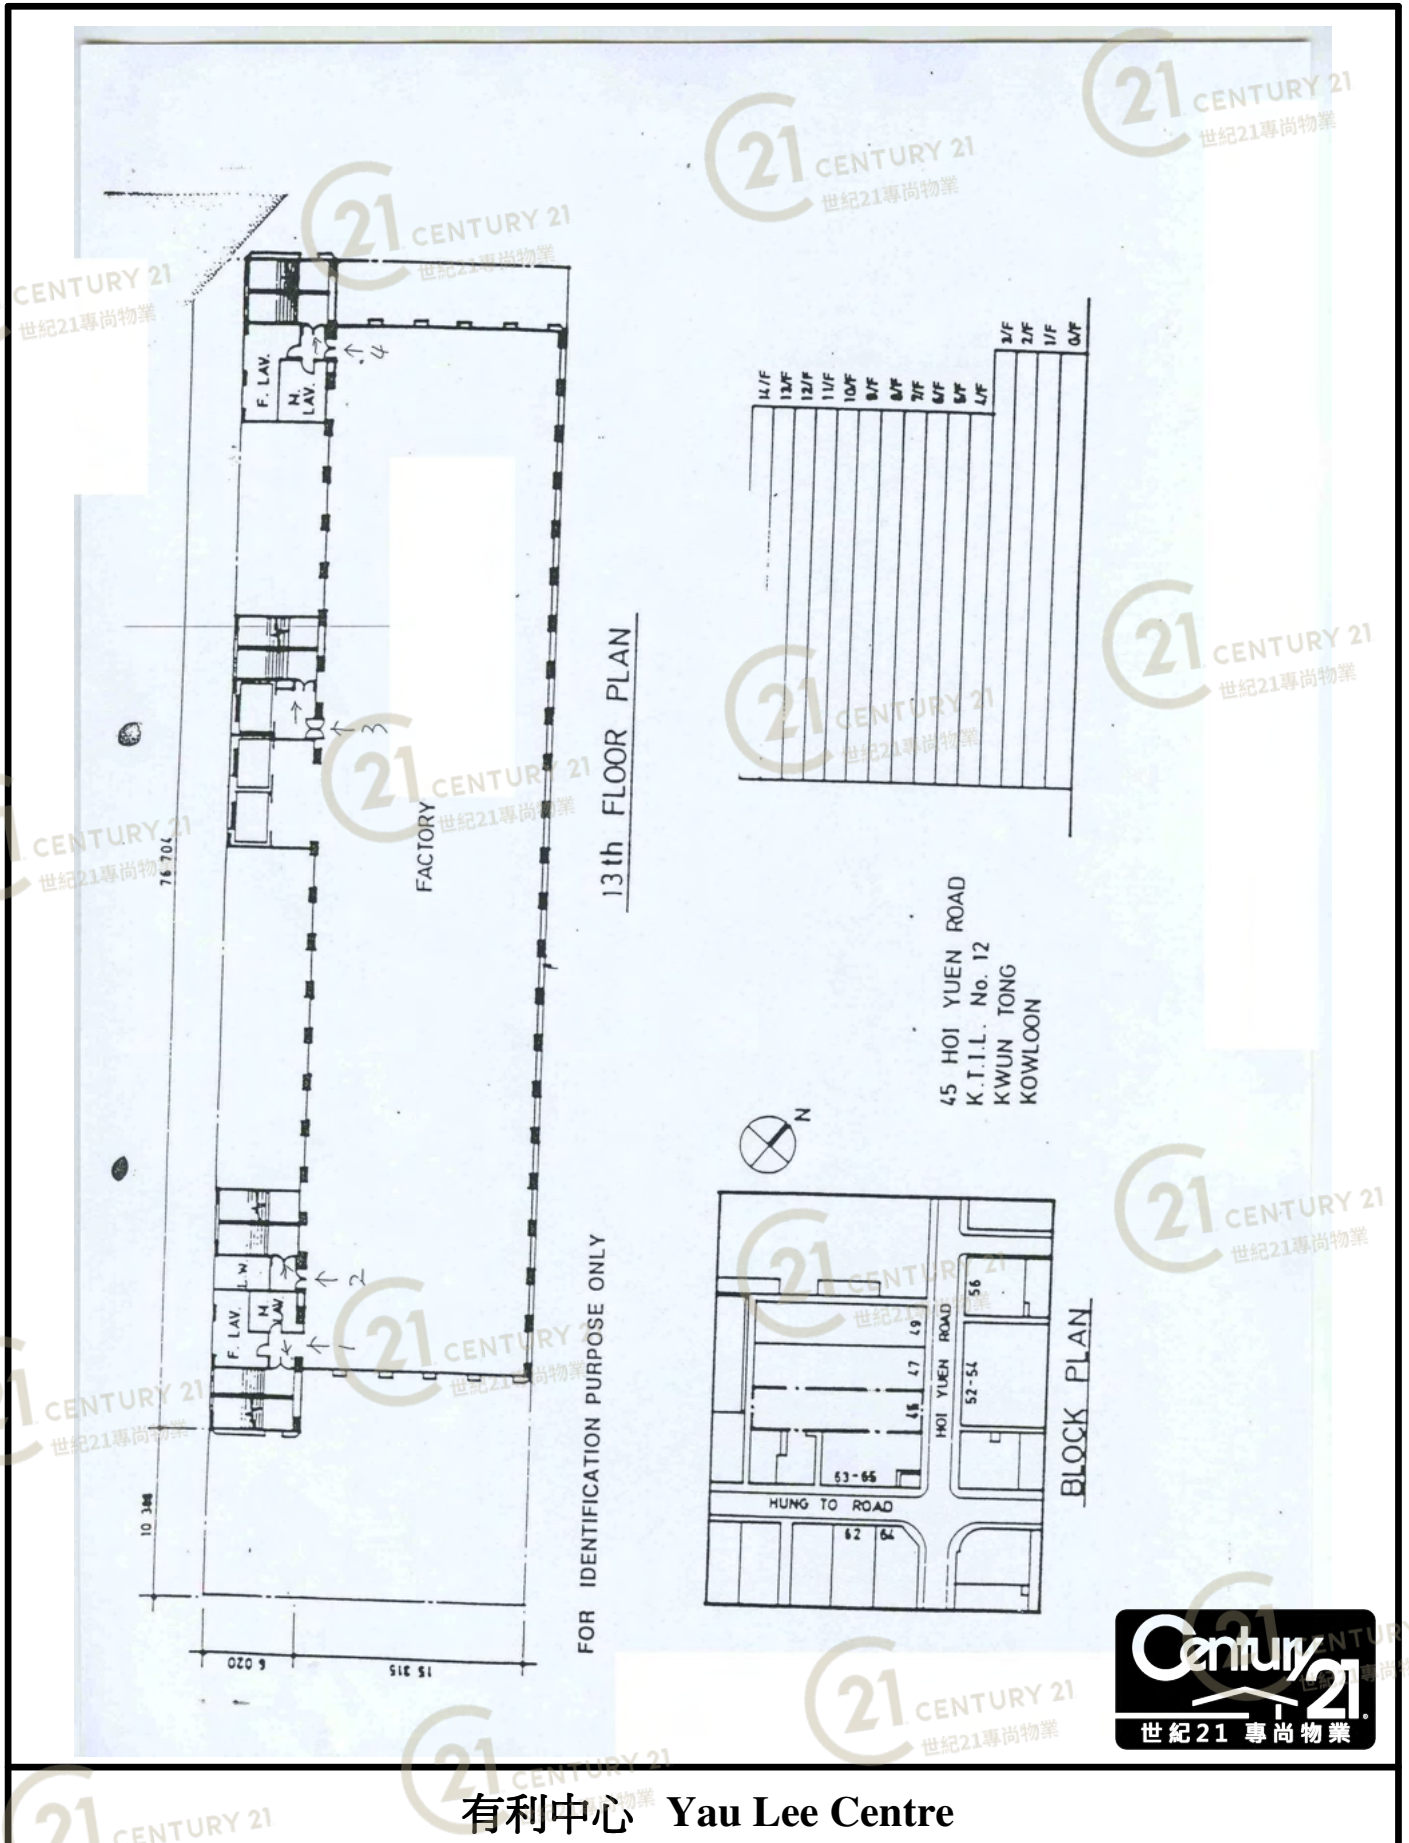 F. LAV.
M. LAV.
4
3
76 704
FACTORY
13th FLOOR PLAN
F. LAV.
M. LAV
2
1
10 388
6 020
15 315
FOR IDENTIFICATION PURPOSE ONLY
14/F
13/F
12/F
11/F
10/F
9/F
8/F
7/F
6/F
5/F
4/F
3/F
2/F
1/F
G/F
45 HOI YUEN ROAD
K.T.I.L. No. 12
KWUN TONG
KOWLOON
N
49
47
45
HOI YUEN ROAD
56
52-54
HUNG TO ROAD
62
64
BLOCK PLAN
Century 21
世紀21 專尚物業
CENTURY 21
世紀21專尚物業
有利中心 Yau Lee Centre